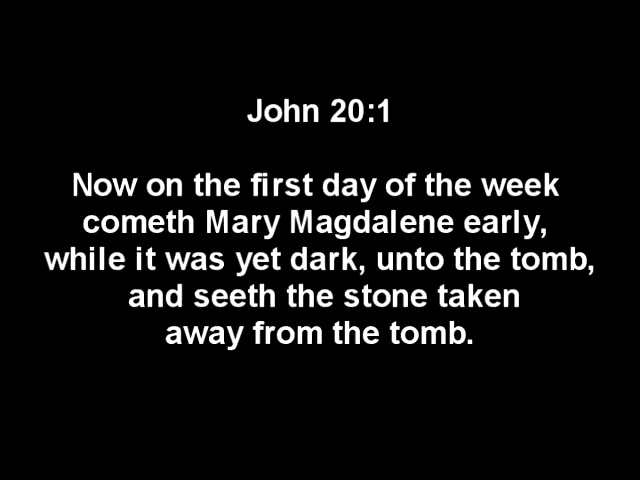 John 20:1
Now on the first day of the week
cometh Mary Magdalene early,
while it was yet dark, unto the tomb,
and seeth the stone taken
away from the tomb.